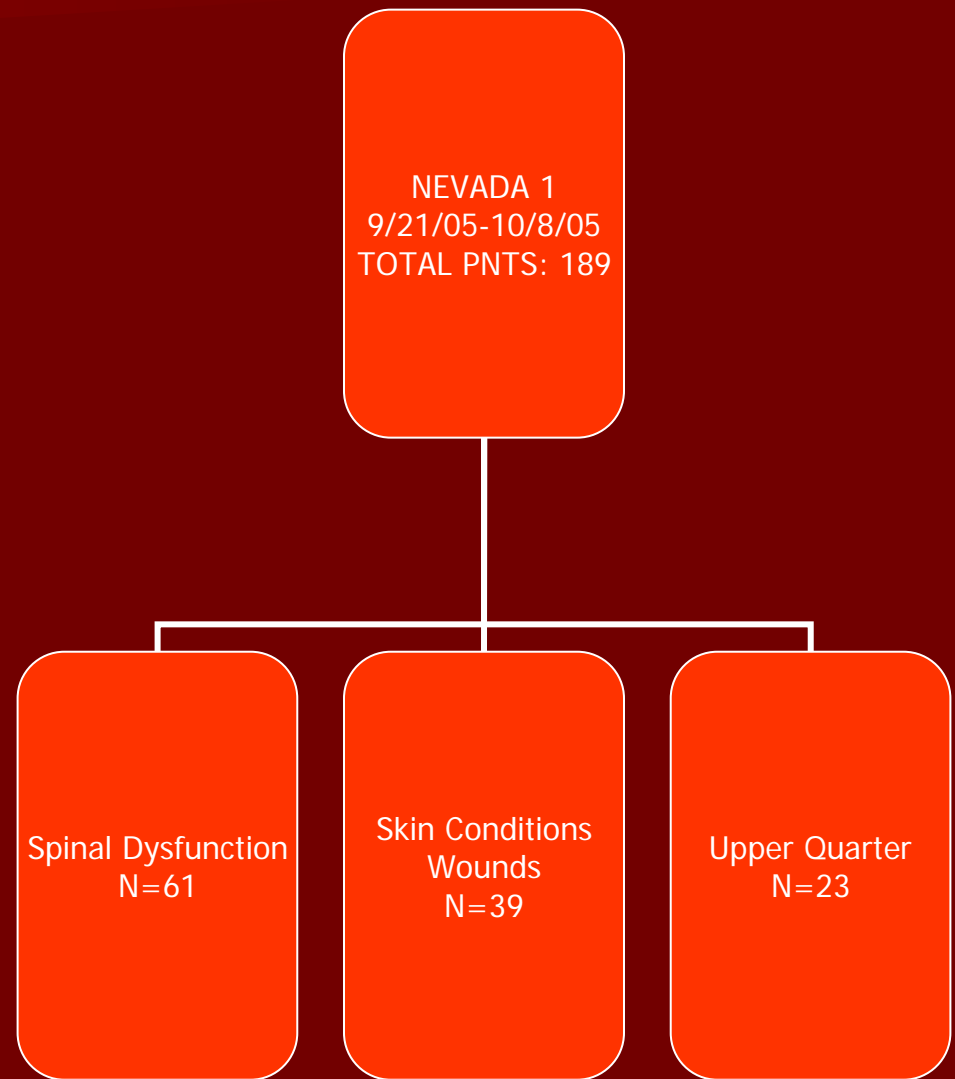 NEVADA 1
9/21/05-10/8/05
TOTAL PNTS: 189
Spinal Dysfunction
N=61
Skin Conditions
Wounds
N=39
Upper Quarter
N=23